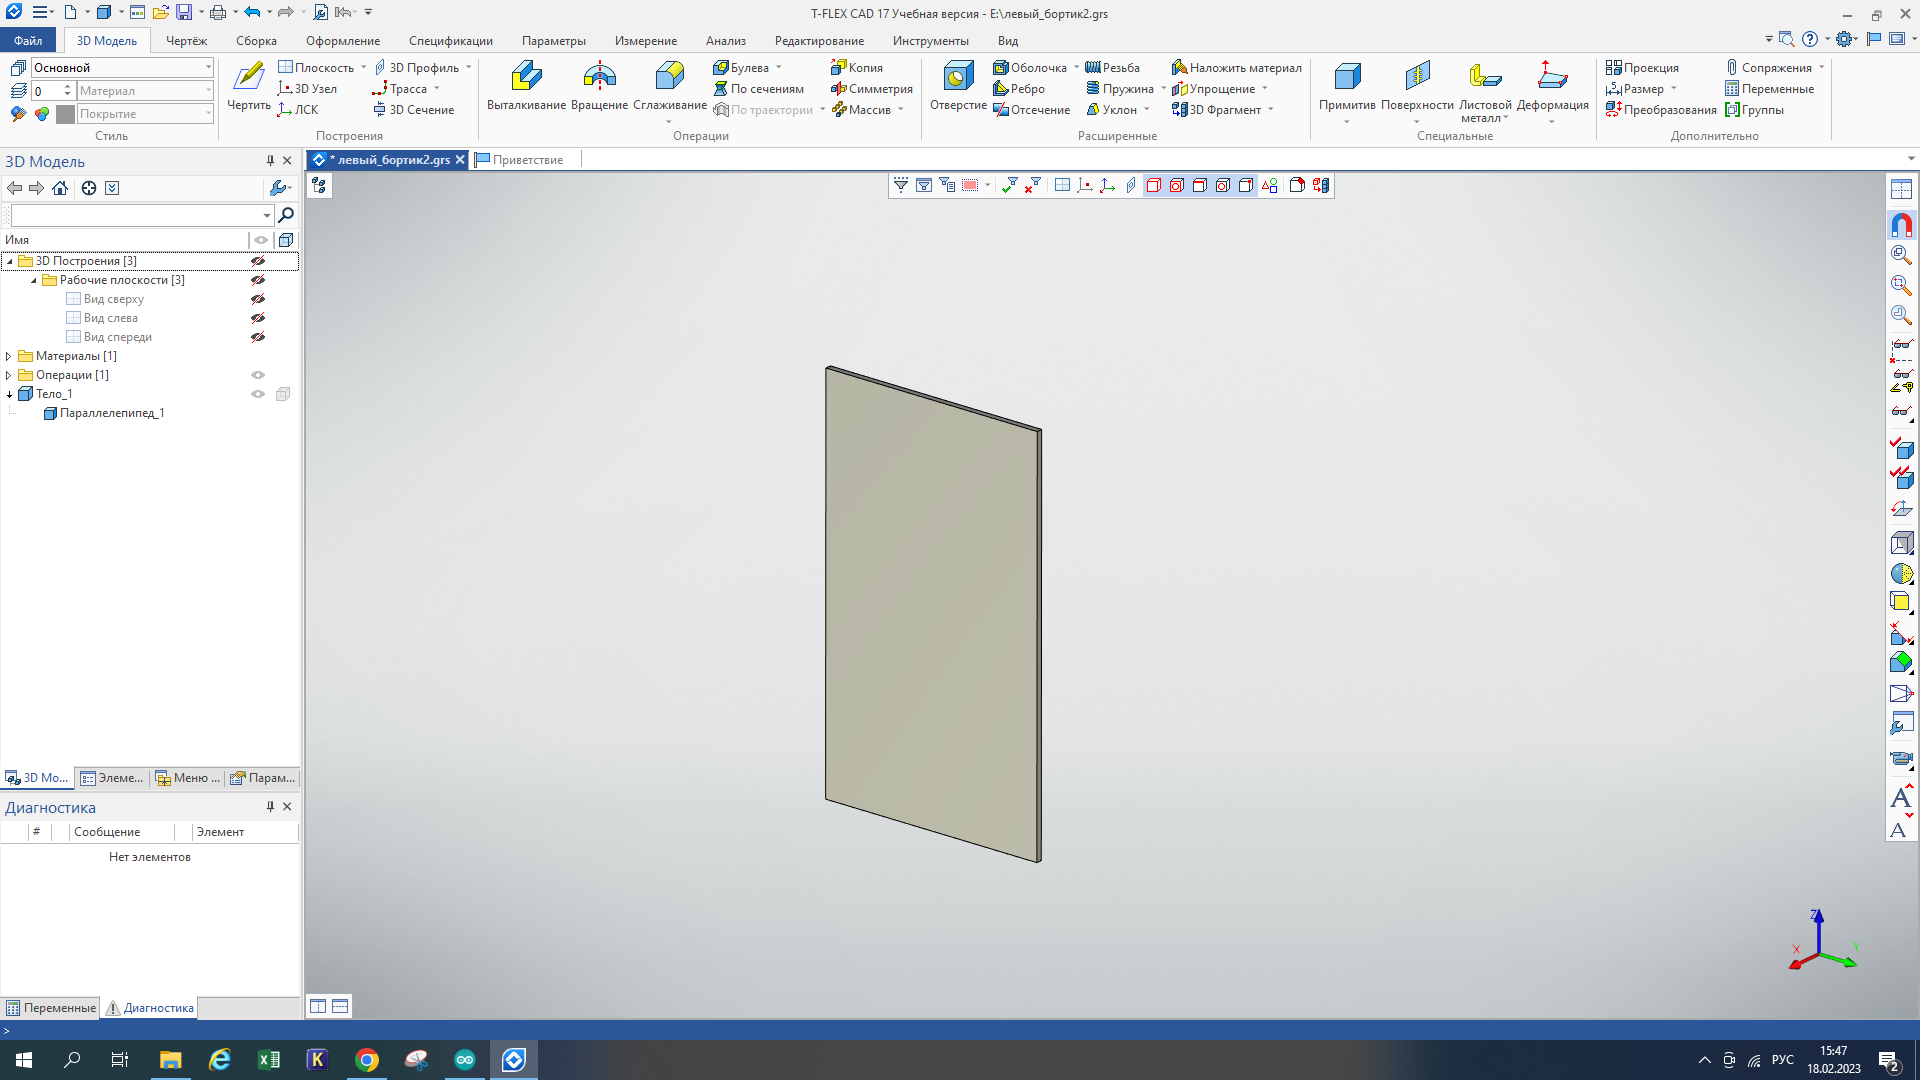 T-FLEX CAD 17 Учебная версия - E:\левый_бортик2.grs
Файл
3D Модель
Чертёж
Сборка
Оформление
Спецификации
Параметры
Измерение
Анализ
Редактирование
Инструменты
Вид
Основной
0
Материал
Покрытие
Стиль
Чертить
Плоскость
3D Узел
ЛСК
3D Профиль
Трасса
3D Сечение
Построения
Выталкивание
Вращение
Сглаживание
Булева
По сечениям
По траектории
Копия
Симметрия
Массив
Операции
Отверстие
Оболочка
Ребро
Отсечение
Резьба
Пружина
Уклон
Наложить материал
Упрощение
3D Фрагмент
Расширенные
Примитив
Поверхности
Листовой
металл
Деформация
Специальные
Проекция
Размер
Преобразования
Сопряжения
Переменные
Группы
Дополнительно
3D Модель
* левый_бортик2.grs
Приветствие
Имя
3D Построения [3]
Рабочие плоскости [3]
Вид сверху
Вид слева
Вид спереди
Материалы [1]
Операции [1]
Тело_1
Параллелепипед_1
3D Мо...
Элеме...
Меню ...
Парам...
Диагностика
#
Сообщение
Элемент
Нет элементов
Переменные
Диагностика
Z
X
Y
>
РУС
15:47
18.02.2023
2